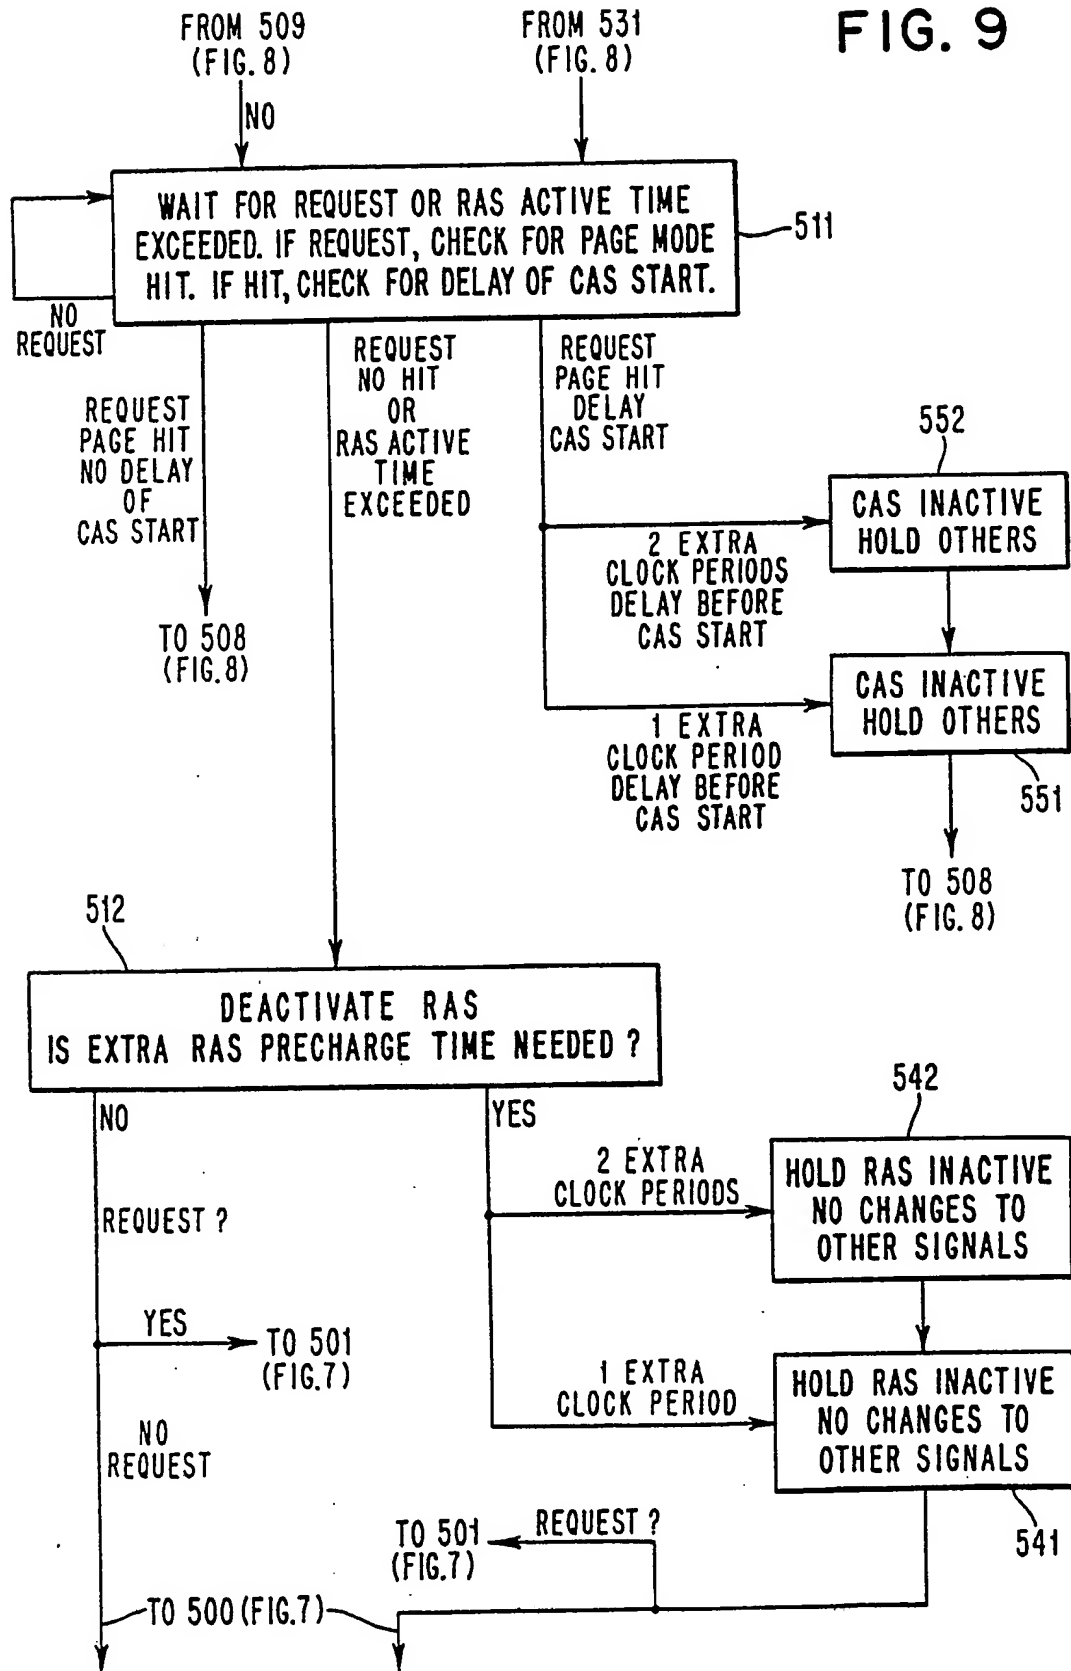 FROM 509
(FIG. 8)
FROM 531
(FIG. 8)
FIG. 9
NO
WAIT FOR REQUEST OR RAS ACTIVE TIME
EXCEEDED. IF REQUEST, CHECK FOR PAGE MODE
HIT. IF HIT, CHECK FOR DELAY OF CAS START.
511
NO
REQUEST
REQUEST
PAGE HIT
NO DELAY
OF
CAS START
TO 508
(FIG. 8)
REQUEST
NO HIT
OR
RAS ACTIVE
TIME
EXCEEDED
REQUEST
PAGE HIT
DELAY
CAS START
552
CAS INACTIVE
HOLD OTHERS
2 EXTRA
CLOCK PERIODS
DELAY BEFORE
CAS START
CAS INACTIVE
HOLD OTHERS
551
1 EXTRA
CLOCK PERIOD
DELAY BEFORE
CAS START
TO 508
(FIG. 8)
512
DEACTIVATE RAS
IS EXTRA RAS PRECHARGE TIME NEEDED ?
NO
YES
542
2 EXTRA
CLOCK PERIODS
HOLD RAS INACTIVE
NO CHANGES TO
OTHER SIGNALS
REQUEST ?
YES
TO 501
(FIG. 7)
1 EXTRA
CLOCK PERIOD
HOLD RAS INACTIVE
NO CHANGES TO
OTHER SIGNALS
541
NO
REQUEST
TO 501
(FIG. 7)
REQUEST ?
TO 500 (FIG. 7)